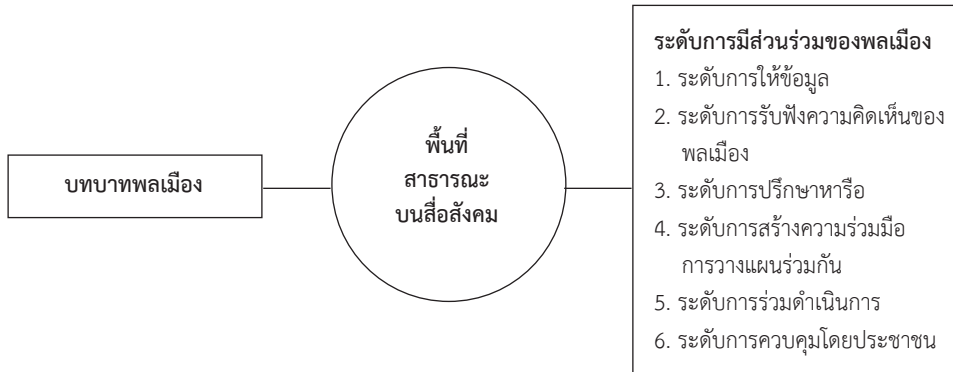 บทบาทพลเมือง
พื้นที่
สาธารณะ
บนสื่อสังคม
ระดับการมีส่วนร่วมของพลเมือง
1. ระดับการให้ข้อมูล
2. ระดับการรับฟังความคิดเห็นของ
พลเมือง
3. ระดับการปรึกษาหารือ
4. ระดับการสร้างความร่วมมือ
การวางแผนร่วมกัน
5. ระดับการร่วมดำเนินการ
6. ระดับการควบคุมโดยประชาชน